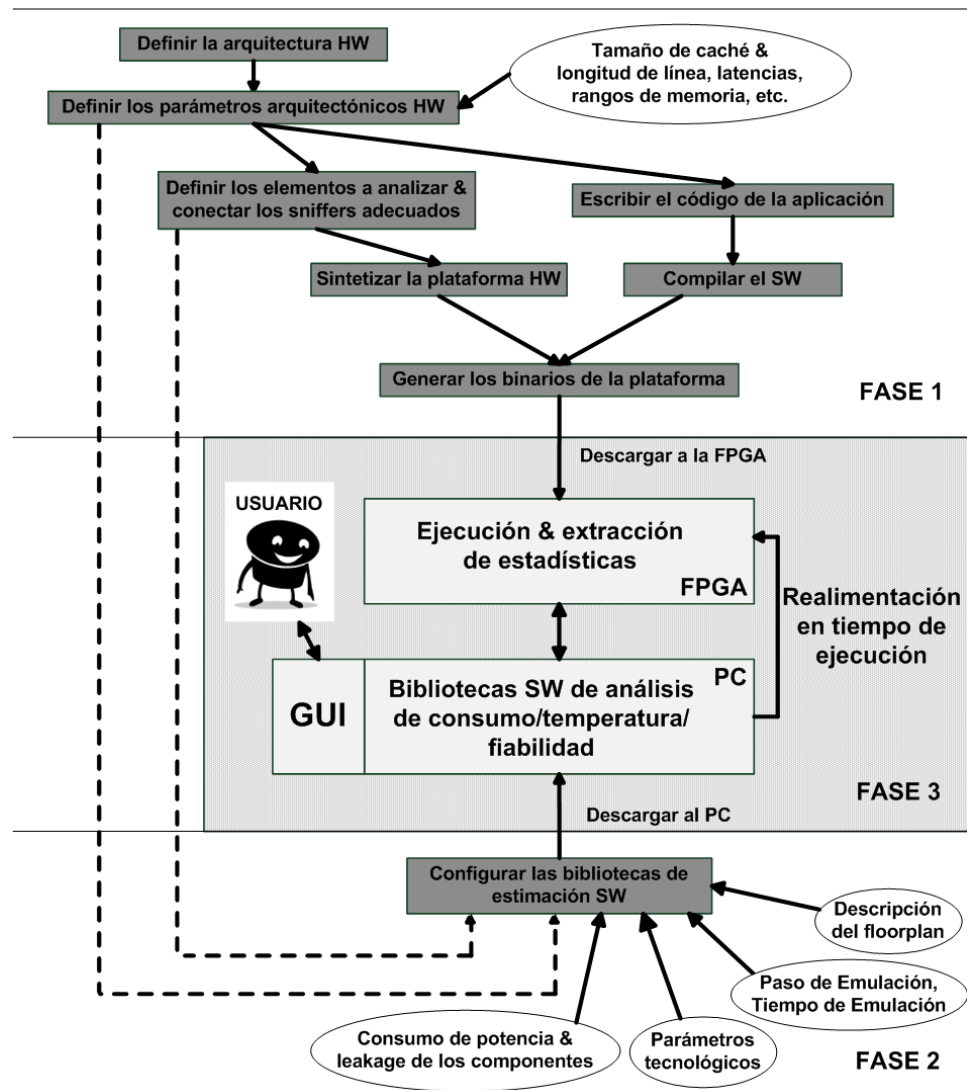 Definir la arquitectura HW
Tamaño de caché &
longitud de línea, latencias,
rangos de memoria, etc.
Definir los parámetros arquitectónicos HW
Definir los elementos a analizar &
conectar los sniffers adecuados
Escribir el código de la aplicación
Sintetizar la plataforma HW
Compilar el SW
Generar los binarios de la plataforma
FASE 1
Descargar a la FPGA
USUARIO
Ejecución & extracción
de estadísticas
FPGA
Realimentación
en tiempo de
ejecución
PC
GUI
Bibliotecas SW de análisis
de consumo/temperatura/
fiabilidad
FASE 3
Descargar al PC
Configurar las bibliotecas de
estimación SW
Descripción
del floorplan
Paso de Emulación,
Tiempo de Emulación
Consumo de potencia &
leakage de los componentes
Parámetros
tecnológicos
FASE 2